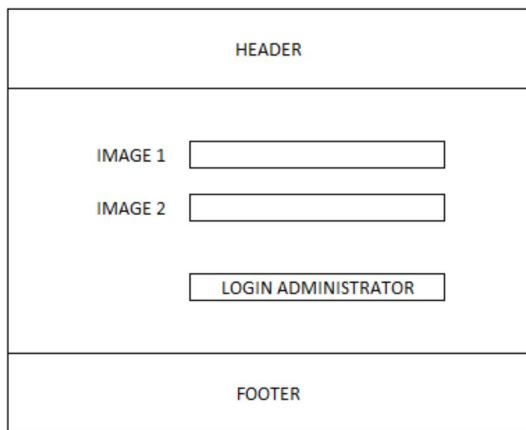 HEADER
IMAGE 1
IMAGE 2
LOGIN ADMINISTRATOR
FOOTER